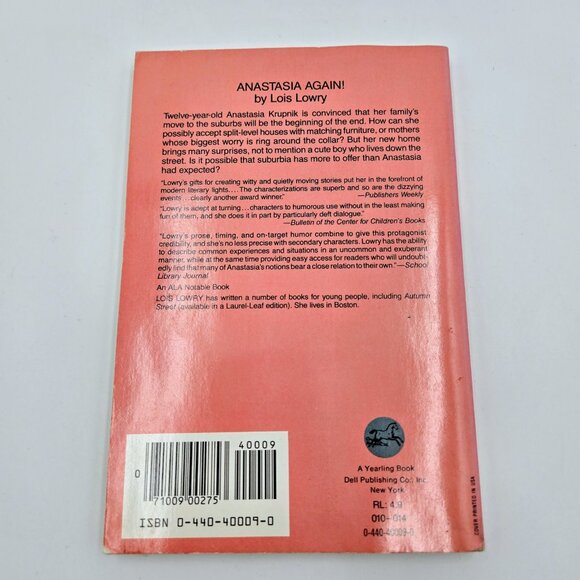 ANASTASIA AGAIN!
by Lois Lowry
Twelve-year-old Anastasia Krupnik is convinced that her family's
move to the suburbs will be the beginning of the end. How can she
possibly accept split-level houses with matching furniture, or mothers
whose biggest worry is ring around the collar? But her new home
brings many surprises, not to mention a cute boy who lives down the
street. Is it possible that suburbia has more to offer than Anastasia
had expected?
"Lowry's gifts for creating witty and quietly moving stories put her in the forefront of
modern literary lights....The characterizations are superb and so are the dizzying
events...clearly another award winner." —Publishers Weekly
"Lowry is adept at turning...characters to humorous use without in the least making
fun of them, and she does it in part by particularly deft dialogue."
—Bulletin of the Center for Children's Books
"Lowry's prose, timing, and on-target humor combine to give this protagonist
credibility, and she's no less precise with secondary characters. Lowry has the ability
to describe common experiences and situations in an uncommon and exuberant
manner, while at the same time providing easy access for readers who will undoubt-
edly find that many of Anastasia's notions bear a close relation to their own."—School
Library Journal
An ALA Notable Book
LOIS LOWRY has written a number of books for young people, including Autumn
Street (available in a Laurel-Leaf edition). She lives in Boston.
40009
0
71009 00275
ISBN 0-440-40009-0
A Yearling Book
Dell Publishing Co., Inc.
New York
RL: 4.9
010-014
0-440-40009-0
COVER PRINTED IN USA